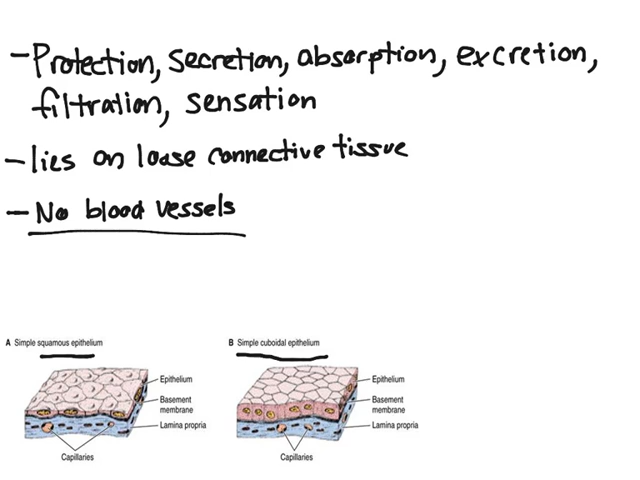 - Protection, secretion, absorption, excretion,
filtration, sensation
- lies on loose connective tissue
- No blood vessels
A Simple squamous epithelium
Epithelium
Basement
membrane
Lamina propria
Capillaries
B Simple cuboidal epithelium
Epithelium
Basement
membrane
Lamina propria
Capillaries